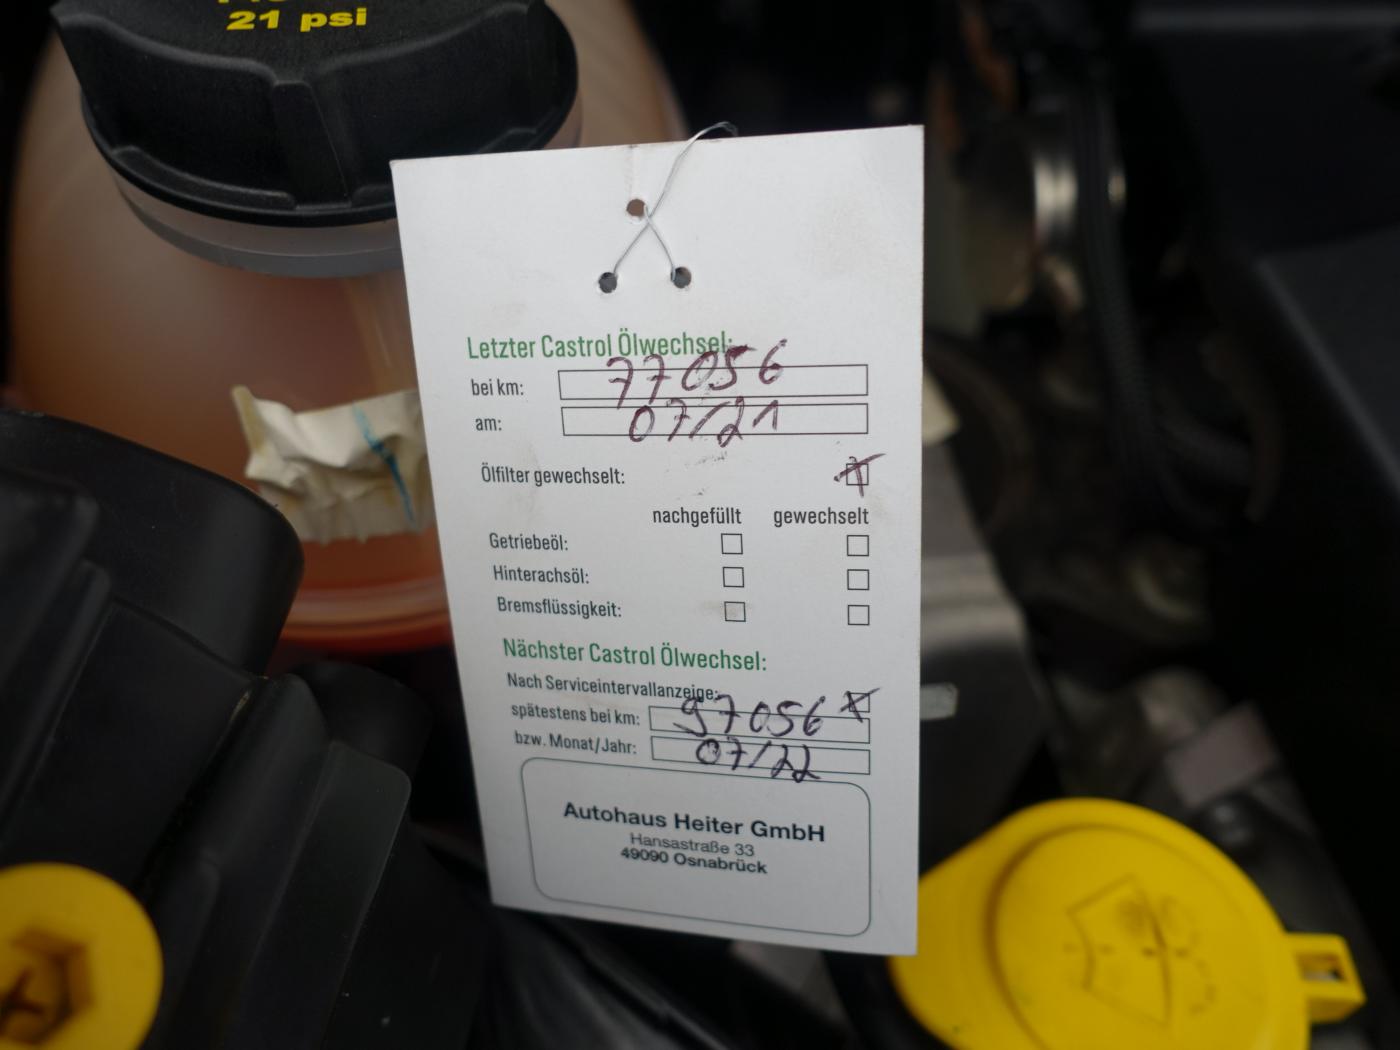 21 psi
Letzter Castrol Ölwechsel:
bei km: 77056
am: 07/21
Ölfilter gewechselt:
nachgefüllt gewechselt
Getriebeöl:
Hinterachsöl:
Bremsflüssigkeit:
Nächster Castrol Ölwechsel:
Nach Serviceintervallanzeige:
spätestens bei km: 97056
bzw. Monat/Jahr: 07/22
Autohaus Heiter GmbH
Hansastraße 33
49090 Osnabrück